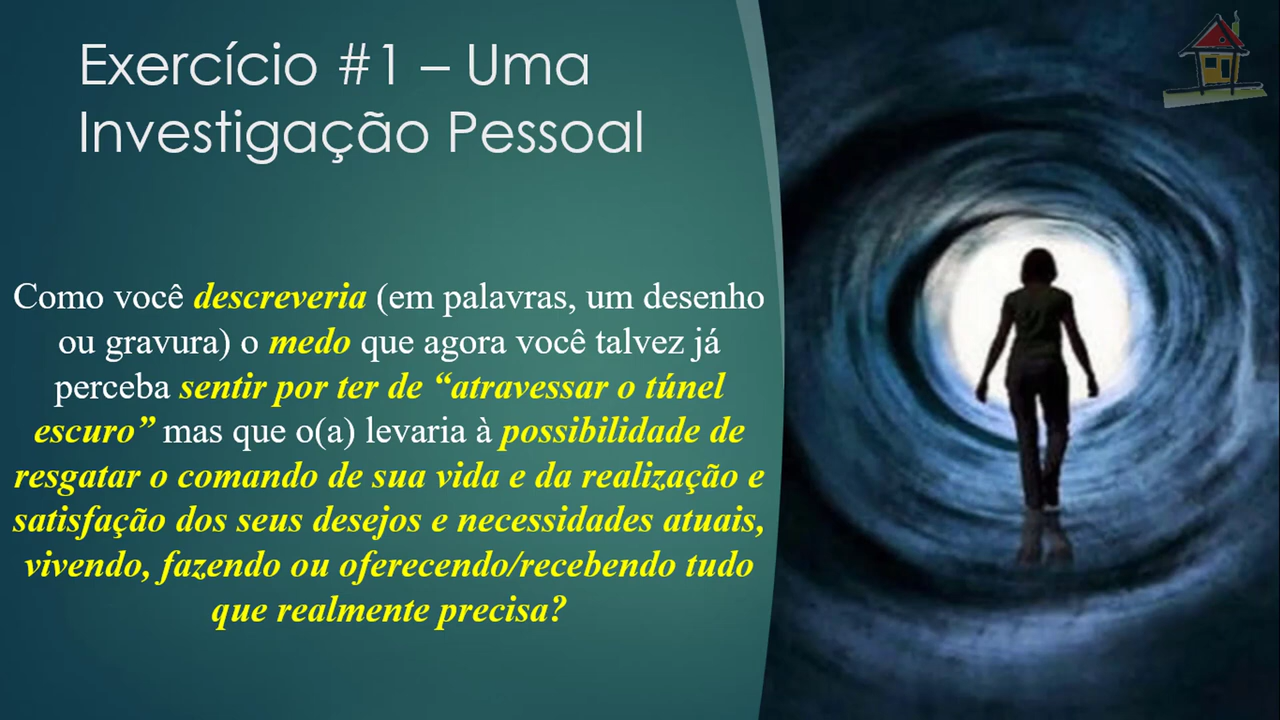 Exercício #1 – Uma
Investigação Pessoal
Como você descreveria (em palavras, um desenho
ou gravura) o medo que agora você talvez já
perceba sentir por ter de “atravessar o túnel
escuro” mas que o(a) levaria à possibilidade de
resgatar o comando de sua vida e da realização e
satisfação dos seus desejos e necessidades atuais,
vivendo, fazendo ou oferecendo/recebendo tudo
que realmente precisa?